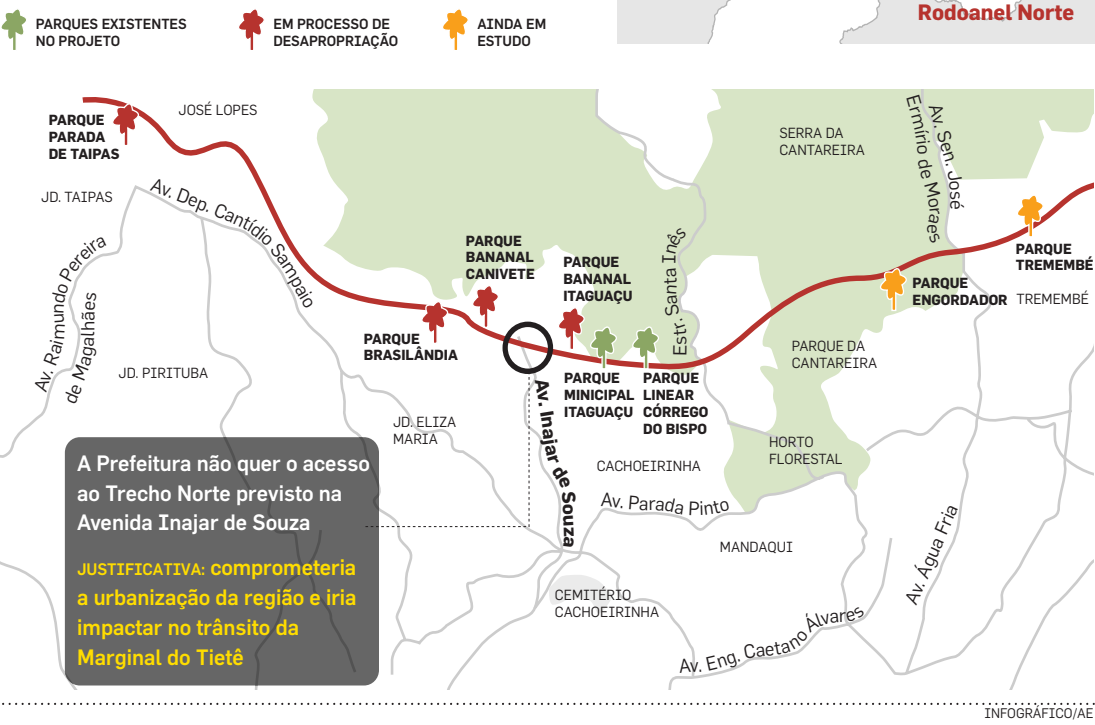 PARQUES EXISTENTES
NO PROJETO
EM PROCESSO DE
DESAPROPRIAÇÃO
AINDA EM
ESTUDO
Rodoanel Norte
PARQUE
PARADA
DE TAIPAS
JOSÉ LOPES
JD. TAIPAS
Av. Dep. Cantídio Sampaio
Av. Raimundo Pereira
de Magalhães
JD. PIRITUBA
PARQUE
BRASILÂNDIA
PARQUE
BANANAL
CANIVETE
PARQUE
BANANAL
ITAGUAÇU
PARQUE
MINICIPAL
ITAGUAÇU
PARQUE
LINEAR
CÓRREGO
DO BISPO
Estr. Santa Inês
SERRA DA
CANTAREIRA
Av. Sen. José
Ermírio de Moraes
PARQUE
TREMEMBÉ
PARQUE
ENGORDADOR
TREMEMBÉ
PARQUE DA
CANTAREIRA
JD. ELIZA
MARIA
Av. Inajar de Souza
CACHOEIRINHA
HORTO
FLORESTAL
Av. Parada Pinto
MANDAQUI
Av. Água Fria
CEMITÉRIO
CACHOEIRINHA
Av. Eng. Caetano Álvares
A Prefeitura não quer o acesso
ao Trecho Norte previsto na
Avenida Inajar de Souza
JUSTIFICATIVA: comprometeria
a urbanização da região e iria
impactar no trânsito da
Marginal do Tietê
INFOGRÁFICO/AE